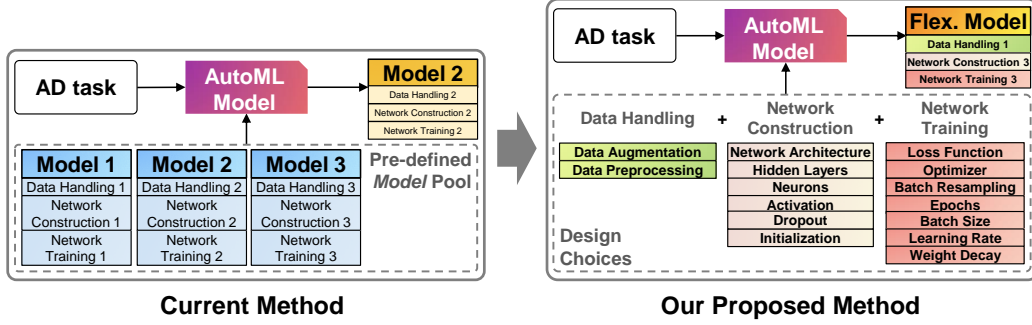 AD task
AutoML
Model
Model 2
Data Handling 2
Network Construction 2
Network Training 2
Model 1
Data Handling 1
Network
Construction 1
Network
Training 1
Model 2
Data Handling 2
Network
Construction 2
Network
Training 2
Model 3
Data Handling 3
Network
Construction 3
Network
Training 3
Pre-defined
Model Pool
Current Method
AD task
AutoML
Model
Flex. Model
Data Handling 1
Network Construction 3
Network Training 3
Data Handling
+
Network
Construction
+
Network
Training
Data Augmentation
Data Preprocessing
Network Architecture
Hidden Layers
Neurons
Activation
Dropout
Initialization
Loss Function
Optimizer
Batch Resampling
Epochs
Batch Size
Learning Rate
Weight Decay
Design
Choices
Our Proposed Method